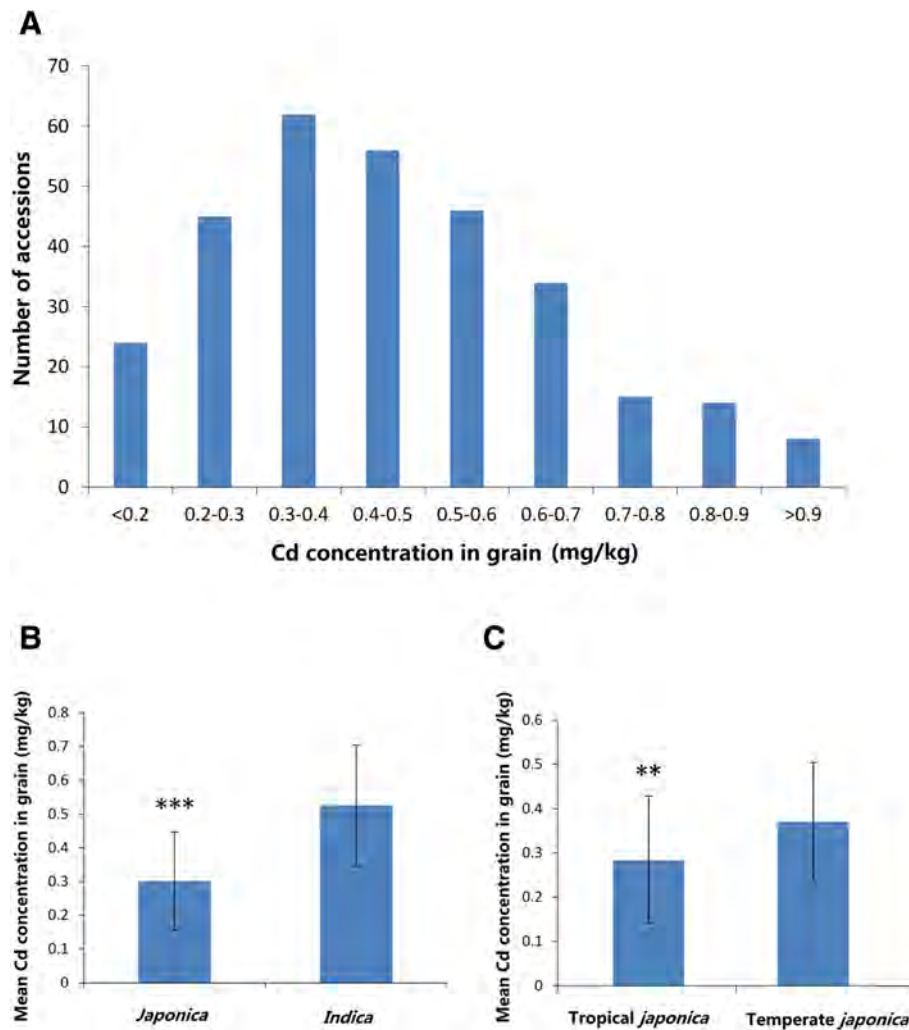 A
Number of accessions
70
60
50
40
30
20
10
0
<0.2 0.2-0.3 0.3-0.4 0.4-0.5 0.5-0.6 0.6-0.7 0.7-0.8 0.8-0.9 >0.9
Cd concentration in grain (mg/kg)
B
Mean Cd concentration in grain (mg/kg)
0.8
0.7
0.6
0.5
0.4
0.3
0.2
0.1
0
***
Japonica Indica
C
Mean Cd concentration in grain (mg/kg)
0.6
0.5
0.4
0.3
0.2
0.1
0
**
Tropical japonica Temperate japonica